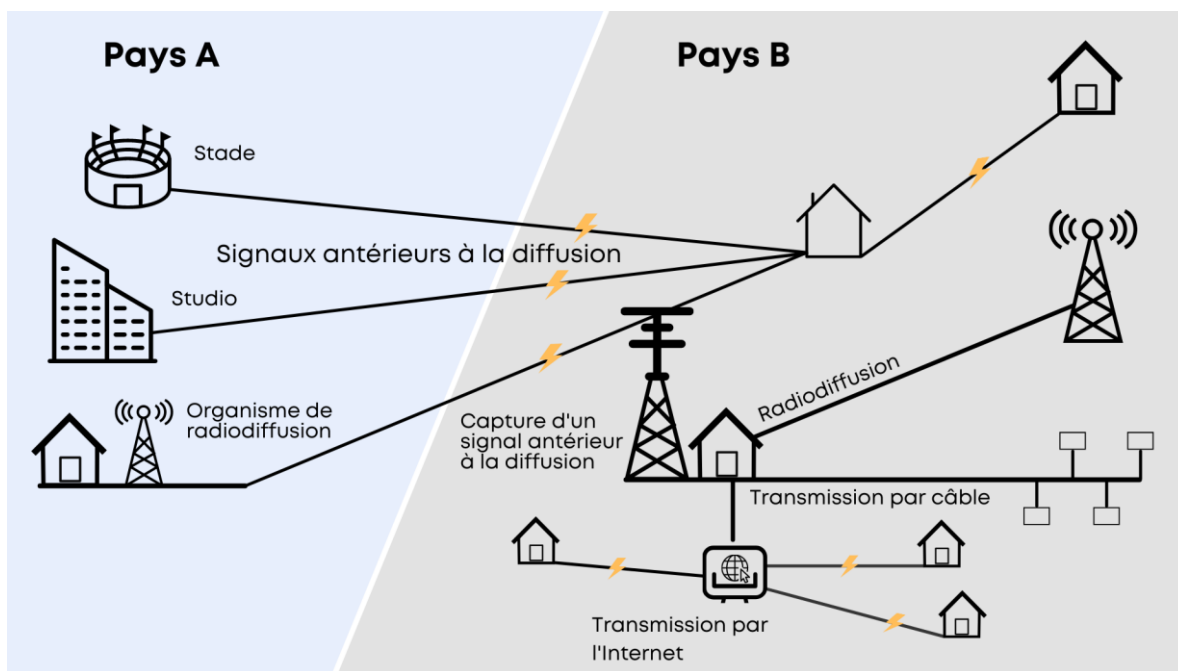 Pays A
Pays B
Stade
Signaux antérieurs à la diffusion
Studio
Organisme de
radiodiffusion
Capture d'un
signal antérieur
à la diffusion
Radiodiffusion
Transmission par câble
Transmission par
l'Internet